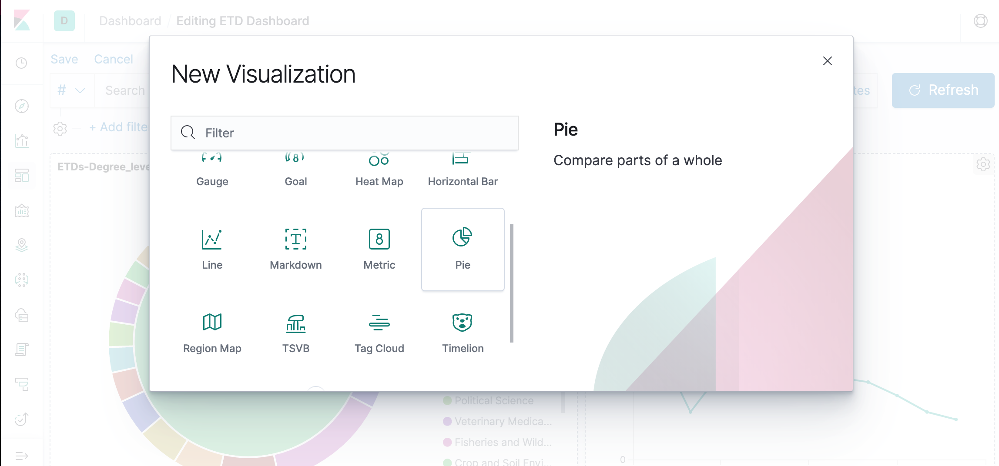 D
Dashboard / Editing ETD Dashboard
Save Cancel
New Visualization
# Search
tes
Refresh
+ Add filte
Filter
Pie
Compare parts of a whole
ETDs-Degree_leve
Gauge Goal Heat Map Horizontal Bar
Line Markdown Metric Pie
Region Map TSVB Tag Cloud Timelion
Political Science
Veterinary Medica...
Fisheries and Wild...
Crop and Soil Envi...
0